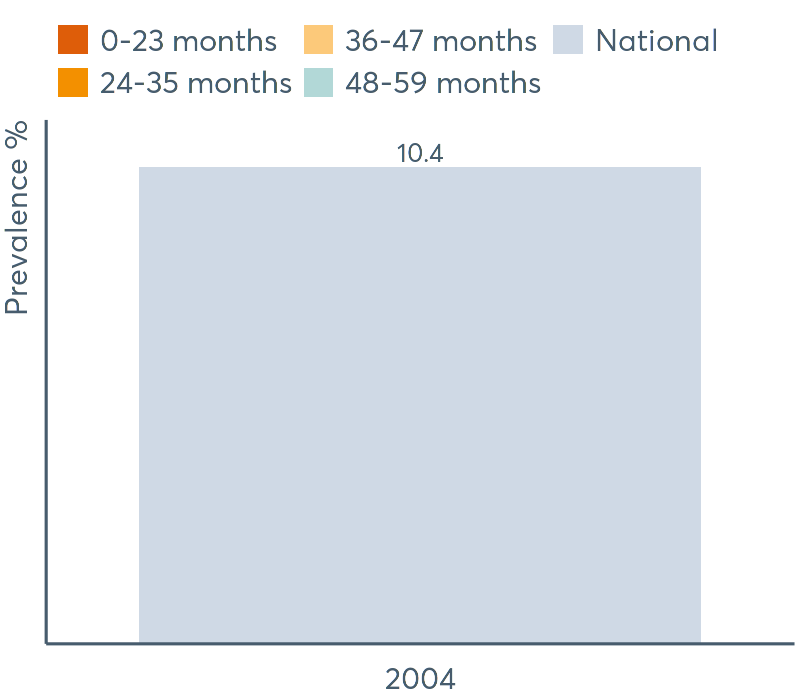 0-23 months 36-47 months National
24-35 months 48-59 months
Prevalence %
10.4
2004